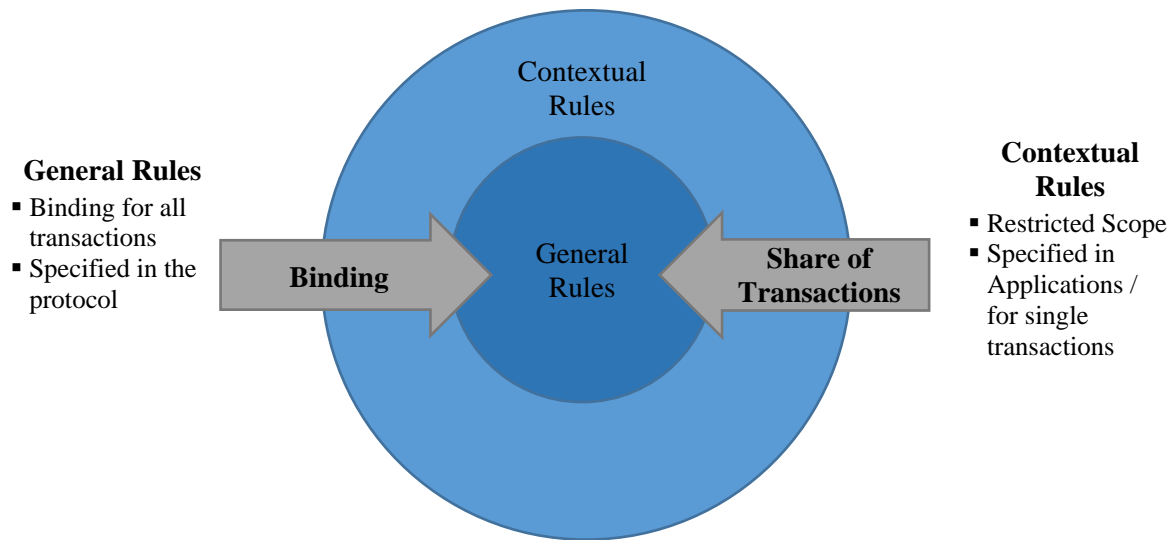 Contextual
Rules
General Rules
▪ Binding for all
transactions
▪ Specified in the
protocol
Binding
General
Rules
Share of
Transactions
Contextual
Rules
▪ Restricted Scope
▪ Specified in
Applications /
for single
transactions